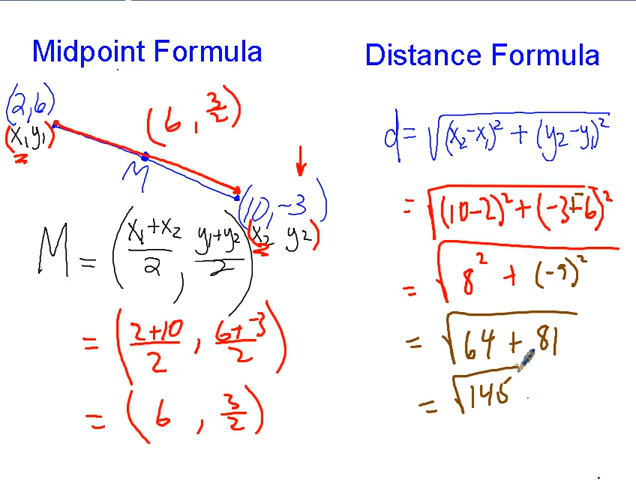 Midpoint Formula
(2,6)
(x₁ y₁)
(6, 3/2)
M
(10, -3)
(x₂ y₂)
M = ((x₁+x₂)/2, (y₁+y₂)/2)
= ((2+10)/2, (6+-3)/2)
= (6, 3/2)
Distance Formula
d = √((x₂-x₁)² + (y₂-y₁)²)
= √((10-2)² + (-3+-6)²)
= √(8² + (-9)²)
= √(64 + 81)
= √145